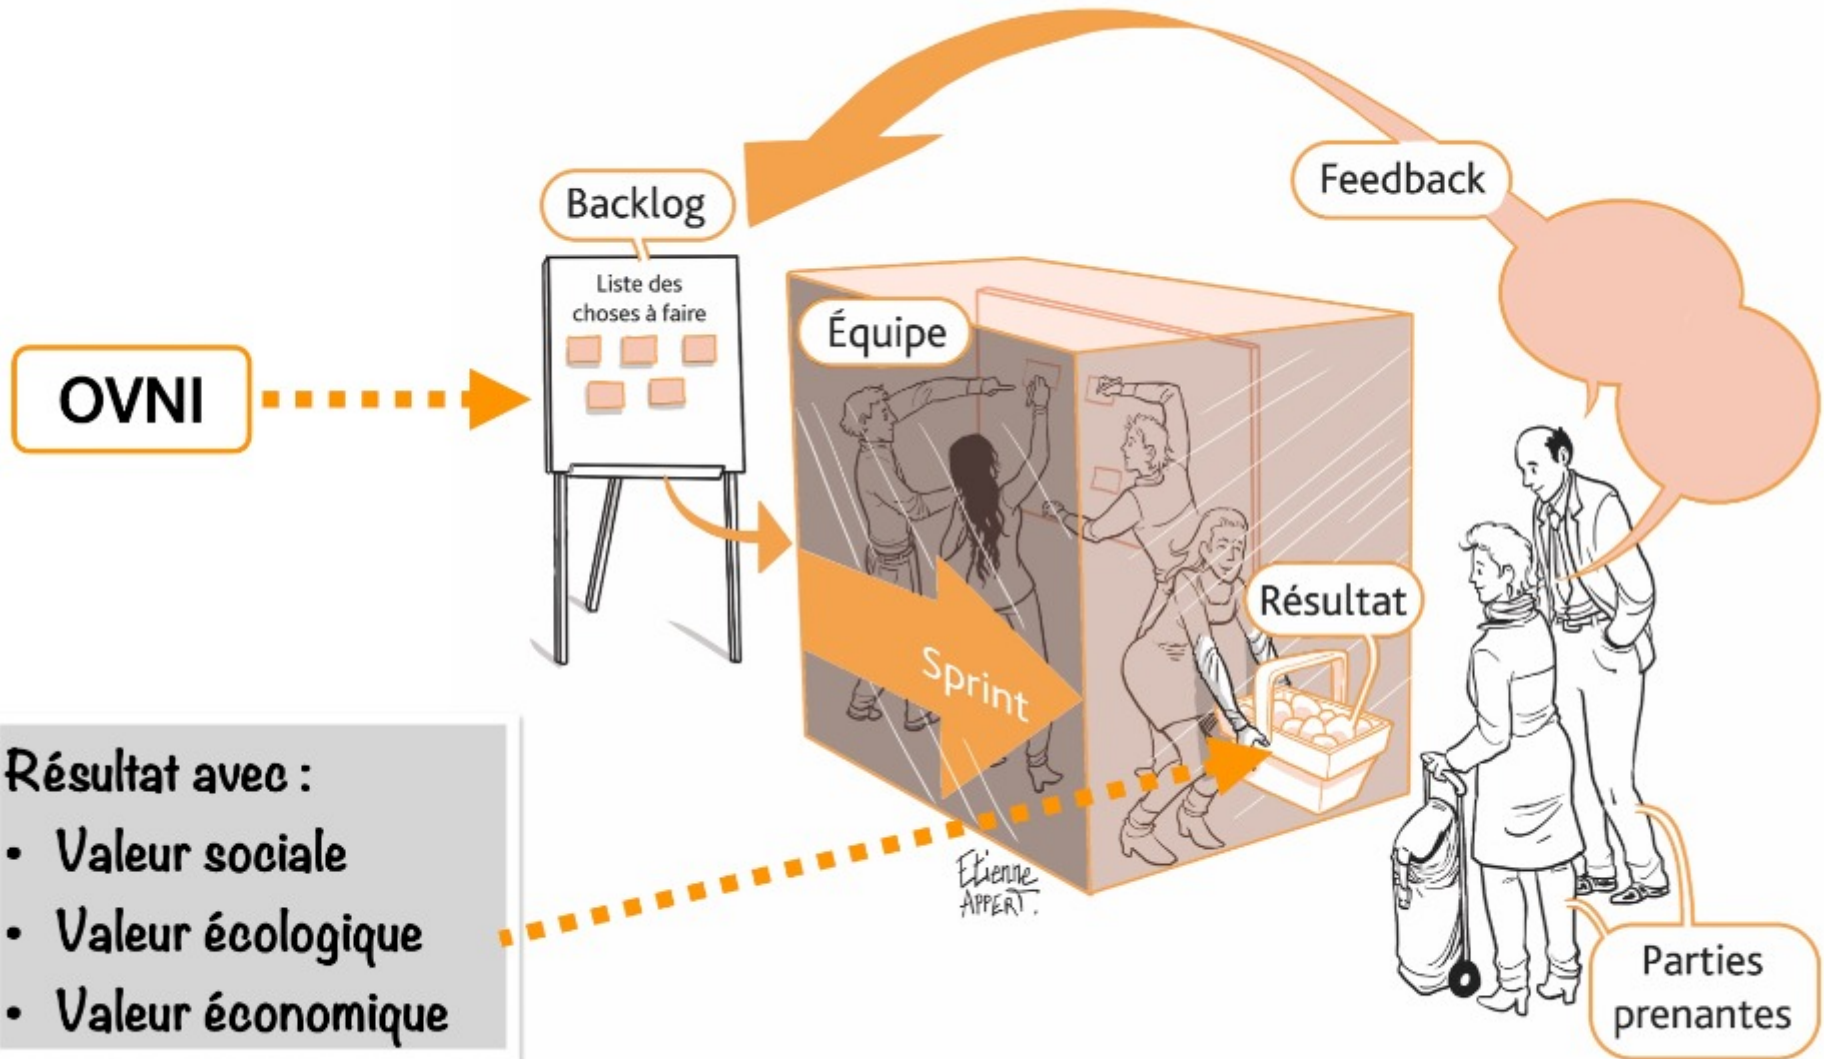 Feedback
Backlog
Liste des
choses à faire
Équipe
OVNI
Résultat
Sprint
Résultat avec :
• Valeur sociale
• Valeur écologique
• Valeur économique
Etienne
APPERT.
Parties
prenantes